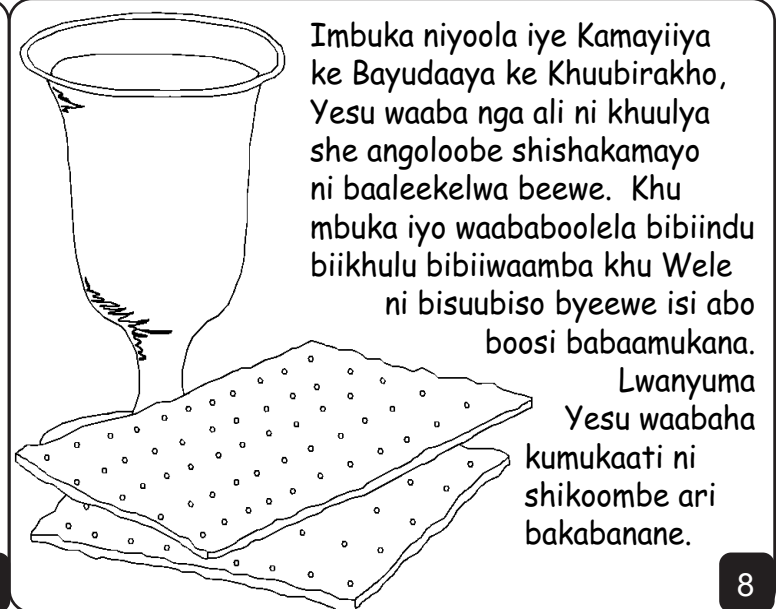 Imbuka niyoola iye Kamayiiya
ke Bayudaaya ke Khuubirakho,
Yesu waaba nga ali ni khuulya
she angoloobe shishakamayo
ni baaleekelwa beewe. Khu
mbuka iyo waababoolela bibiindu
biikhulu bibiiwaamba khu Wele
ni bisuubiso byeewe isi abo
boosi babaamukana.
Lwanyuma
Yesu waabaha
kumukaati ni
shikoombe ari
bakabanane.
8